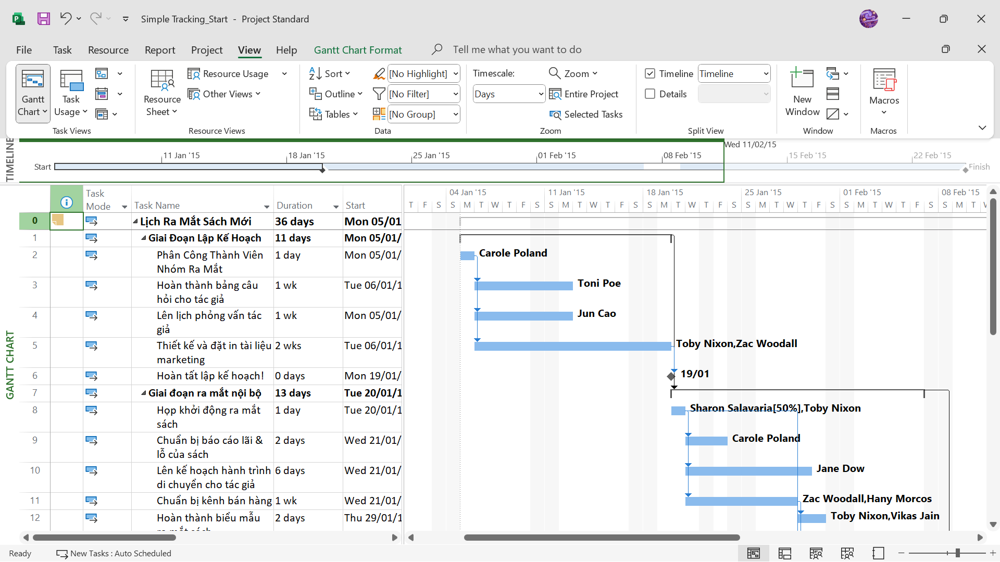 Simple Tracking_Start - Project Standard
File Task Resource Report Project View Help Gantt Chart Format Tell me what you want to do
Gantt Chart
Task Usage
Task Views
Resource Sheet
Resource Usage
Other Views
Resource Views
Sort
Outline
Tables
[No Highlight]
[No Filter]
[No Group]
Data
Timescale:
Days
Zoom
Entire Project
Selected Tasks
Zoom
Timeline Timeline
Details
Split View
New Window
Window
Macros
Macros
TIMELINE
Wed 11/02/15
11 Jan '15 18 Jan '15 25 Jan '15 01 Feb '15 08 Feb '15 15 Feb '15 22 Feb '15
Start
Finish
GANTT CHART
Task Mode Task Name Duration Start
04 Jan '15 11 Jan '15 18 Jan '15 25 Jan '15 01 Feb '15 08 Feb '15
T F S S M T W T F S S M T W T F S S M T W T F S S M T W T F S S M T W T F S S M T
0 Lịch Ra Mắt Sách Mới 36 days Mon 05/01
1 Giai Đoạn Lập Kế Hoạch 11 days Mon 05/01/
2 Phân Công Thành Viên 1 day Mon 05/01/
Nhóm Ra Mắt
Carole Poland
3 Hoàn thành bảng câu 1 wk Tue 06/01/1
hỏi cho tác giả
Toni Poe
4 Lên lịch phỏng vấn tác 1 wk Mon 05/01/
giả
Jun Cao
5 Thiết kế và đặt in tài liệu 2 wks Tue 06/01/1
marketing
Toby Nixon,Zac Woodall
6 Hoàn tất lập kế hoạch! 0 days Mon 19/01/
19/01
7 Giai đoạn ra mắt nội bộ 13 days Tue 20/01/1
8 Họp khởi động ra mắt 1 day Tue 20/01/1
sách
Sharon Salavaria[50%],Toby Nixon
9 Chuẩn bị báo cáo lãi & 2 days Wed 21/01/
lỗ của sách
Carole Poland
10 Lên kế hoạch hành trình 6 days Wed 21/01/
di chuyển cho tác giả
Jane Dow
11 Chuẩn bị kênh bán hàng 1 wk Wed 21/01/
Zac Woodall,Hany Morcos
12 Hoàn thành biểu mẫu 2 days Thu 29/01/1
Toby Nixon,Vikas Jain
Ready New Tasks : Auto Scheduled